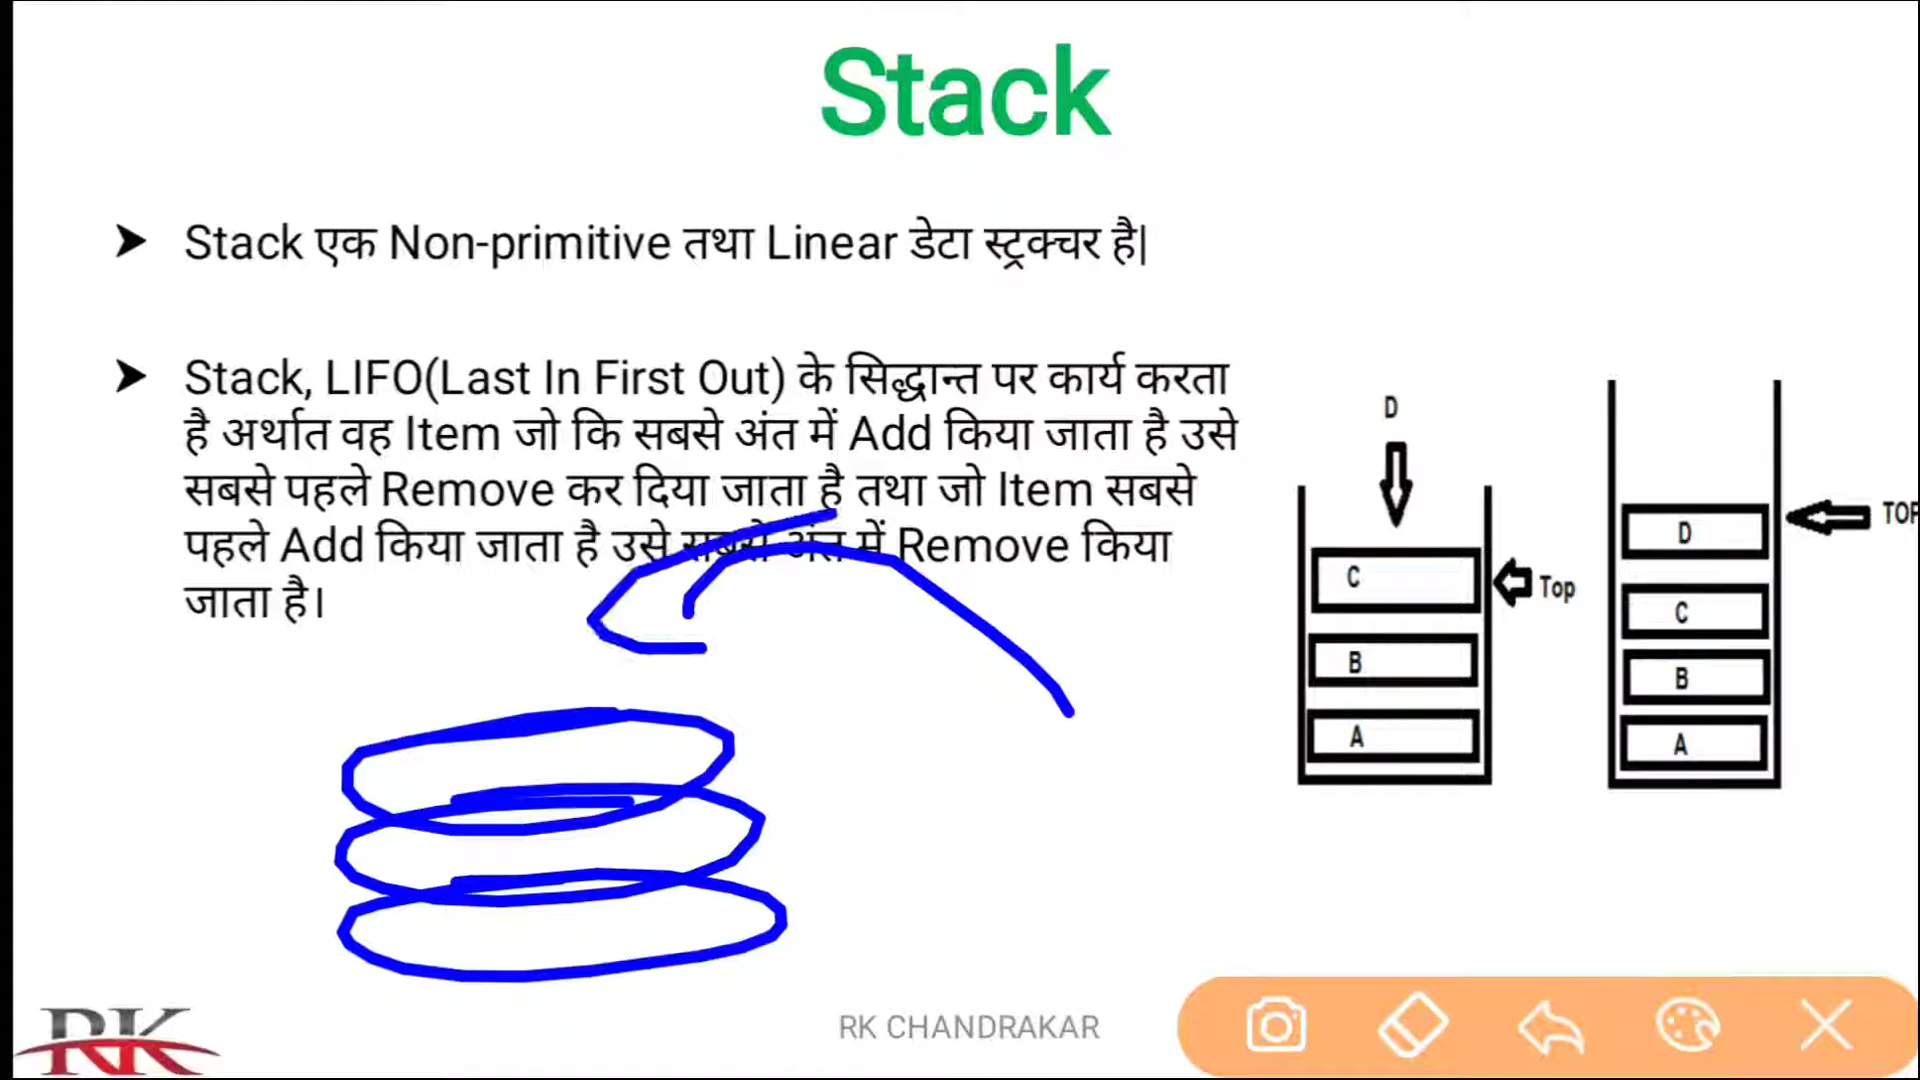 Stack
Stack एक Non-primitive तथा Linear डेटा स्ट्रक्चर है|
Stack, LIFO(Last In First Out) के सिद्धान्त पर कार्य करता
है अर्थात वह Item जो कि सबसे अंत में Add किया जाता है उसे
सबसे पहले Remove कर दिया जाता है तथा जो Item सबसे
पहले Add किया जाता है उसे सबसे अंत में Remove किया
जाता है।
D
C
Top
B
A
TOP
D
C
B
A
RK
RK CHANDRAKAR